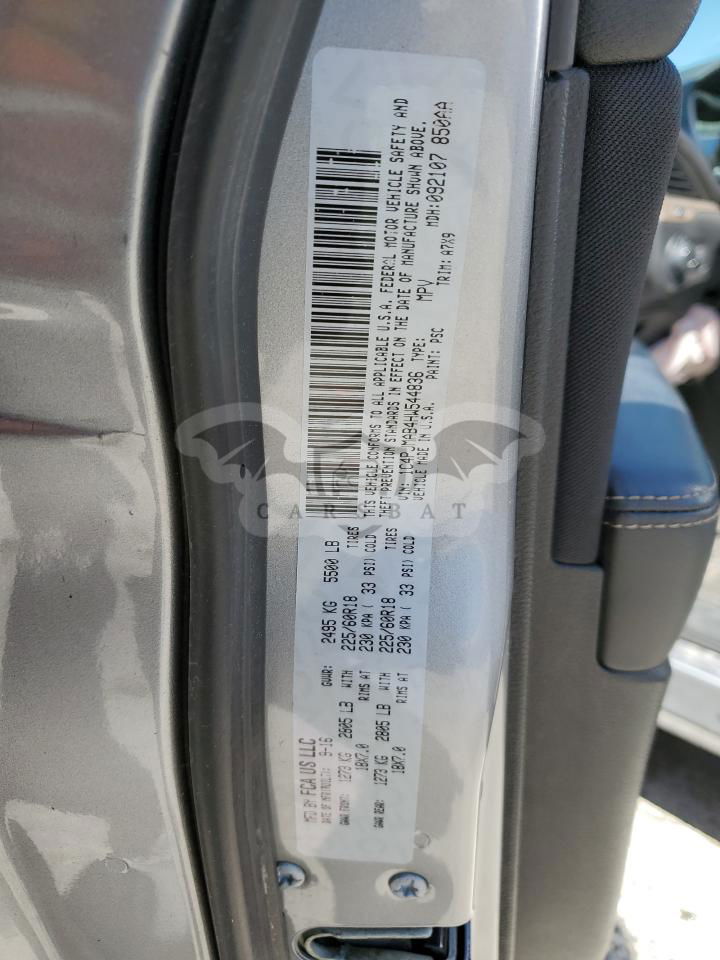 MFD BY FCA US LLC
DATE OF MFR/MOVLT: 9-16 GVWR: 2495 KG 5500 LB
GAWR FRONT: 1273 KG 2805 LB WITH 225/60R18 TIRES
18X7.0 RIMS AT 230 KPA ( 33 PSI) COLD
GAWR REAR: 1273 KG 2805 LB WITH 225/60R18 TIRES
18X7.0 RIMS AT 230 KPA ( 33 PSI) COLD
THIS VEHICLE CONFORMS TO ALL APPLICABLE U.S.A. FEDERAL MOTOR VEHICLE SAFETY AND
THEFT PREVENTION STANDARDS IN EFFECT ON THE DATE OF MANUFACTURE SHOWN ABOVE.
VIN: 1C4PJMAB4HW544836 TYPE: MPV MDH:092107 850AA
VEHICLE MADE IN U.S.A. PAINT: PSC TRIM: A7X9
CARSBAT